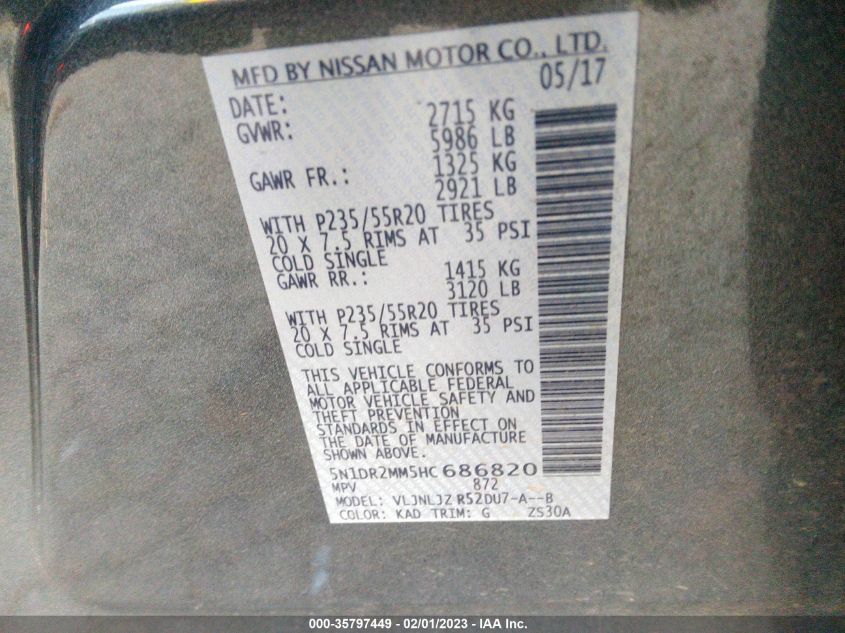 MFD BY NISSAN MOTOR CO., LTD.
DATE: 05/17
GVWR: 2715 KG
5986 LB
GAWR FR.: 1325 KG
2921 LB
WITH P235/55R20 TIRES
20 X 7.5 RIMS AT 35 PSI
COLD SINGLE
GAWR RR.: 1415 KG
3120 LB
WITH P235/55R20 TIRES
20 X 7.5 RIMS AT 35 PSI
COLD SINGLE
THIS VEHICLE CONFORMS TO
ALL APPLICABLE FEDERAL
MOTOR VEHICLE SAFETY AND
THEFT PREVENTION
STANDARDS IN EFFECT ON
THE DATE OF MANUFACTURE
SHOWN ABOVE.
5N1DR2MM5HC 686820
MPV 872
MODEL: VLJNLJZ R52DU7-A--B
COLOR: KAD TRIM: G ZS30A
000-35797449 - 02/01/2023 - IAA Inc.